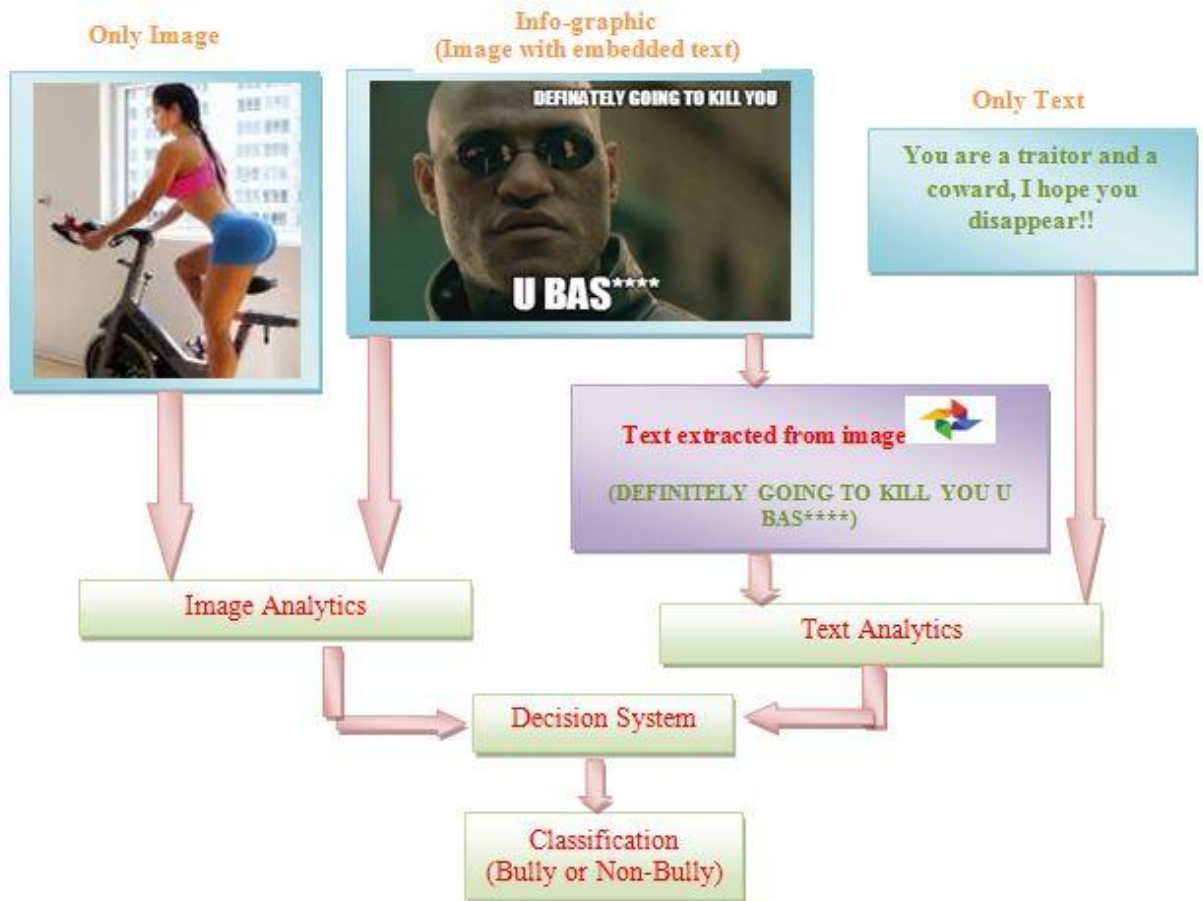 Only Image
Info-graphic
(Image with embedded text)
Only Text
DEFINATELY GOING TO KILL YOU
U BAS****
You are a traitor and a
coward, I hope you
disappear!!
Text extracted from image
(DEFINITELY GOING TO KILL YOU U
BAS****)
Image Analytics
Text Analytics
Decision System
Classification
(Bully or Non-Bully)